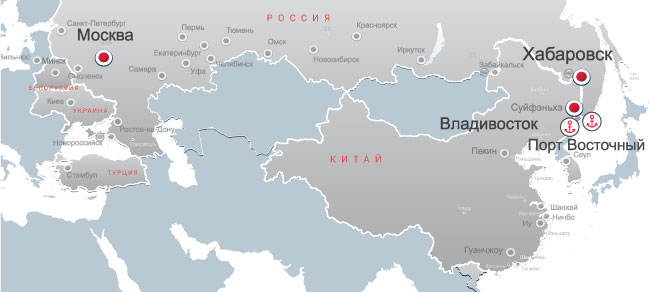 РОССИЯ
Санкт-Петербург
Москва
Пермь
Тюмень
Красноярск
Екатеринбург
Омск
Новосибирск
Иркутск
Забайкальск
Хабаровск
Вильнюс
Минск
Смоленск
Самара
Уфа
Челябинск
БЕЛОРУССИЯ
Киев
УКРАИНА
Суйфэньхэ
Ростов-на-Дону
Владивосток
Новороссийск
Порт Восточный
Пекин
Сеул
КИТАЙ
Стамбул
ТУРЦИЯ
Шанхай
Нинбо
Иу
Гуанчжоу